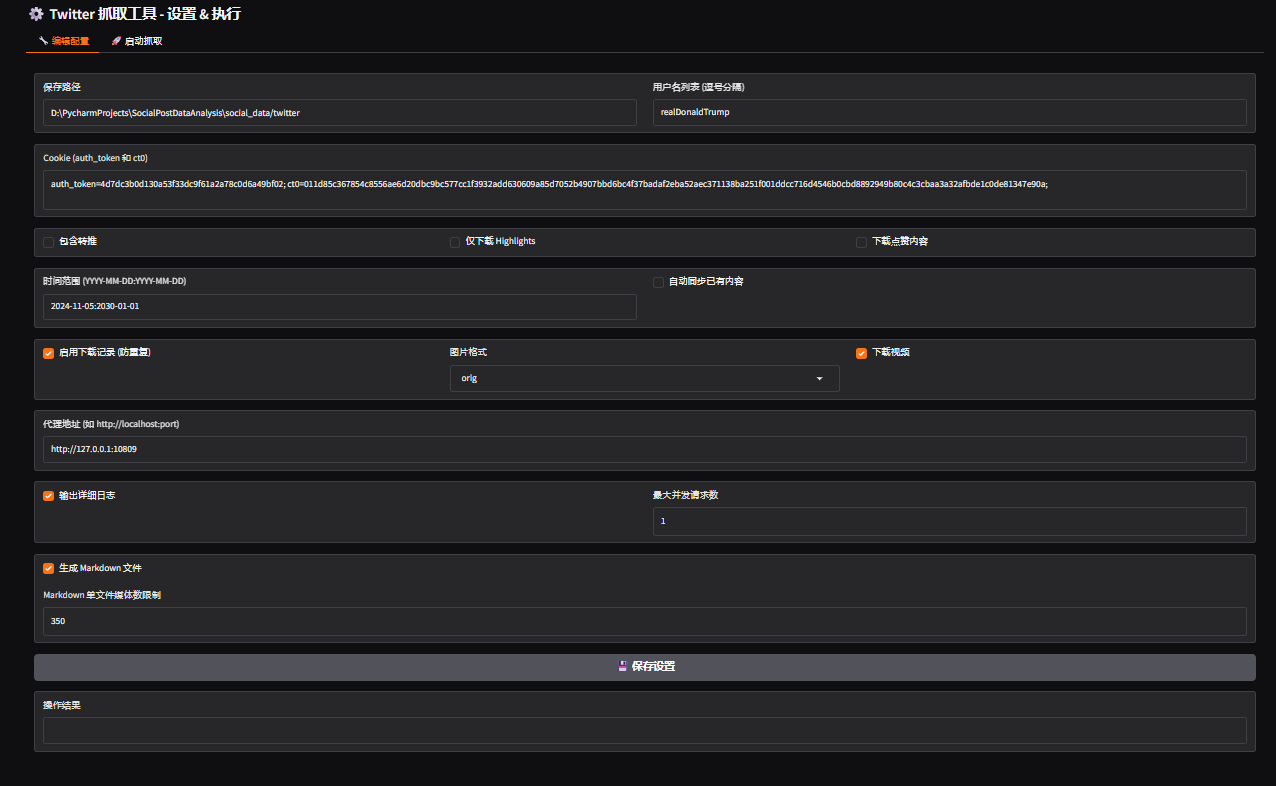 ⚙️ Twitter 抓取工具 - 设置 & 执行
🔧 编辑配置 🚀 启动抓取
保存路径
D:\PycharmProjects\SocialPostDataAnalysis\social_data/twitter
用户名列表 (逗号分隔)
realDonaldTrump
Cookie (auth_token 和 ct0)
auth_token=4d7dc3b0d130a53f33dc9f61a2a78c0d6a49bf02; ct0=011d85c367854c8556ae6d20dbc9bc577cc1f3932add630609a85d7052b4907bbd6bc4f37badaf2eba52aec371138ba251f001ddcc716d4546b0cbd8892949b80c4c3cbaa3a32afbde1c0de81347e90a;
包含转推
仅下载 Highlights
下载点赞内容
时间范围 (YYYY-MM-DD:YYYY-MM-DD)
2024-11-05:2030-01-01
自动同步已有内容
启用下载记录 (防重复)
图片格式
orig
下载视频
代理地址 (如 http://localhost:port)
http://127.0.0.1:10809
输出详细日志
最大并发请求数
1
生成 Markdown 文件
Markdown 单文件媒体数限制
350
💾 保存设置
操作结果